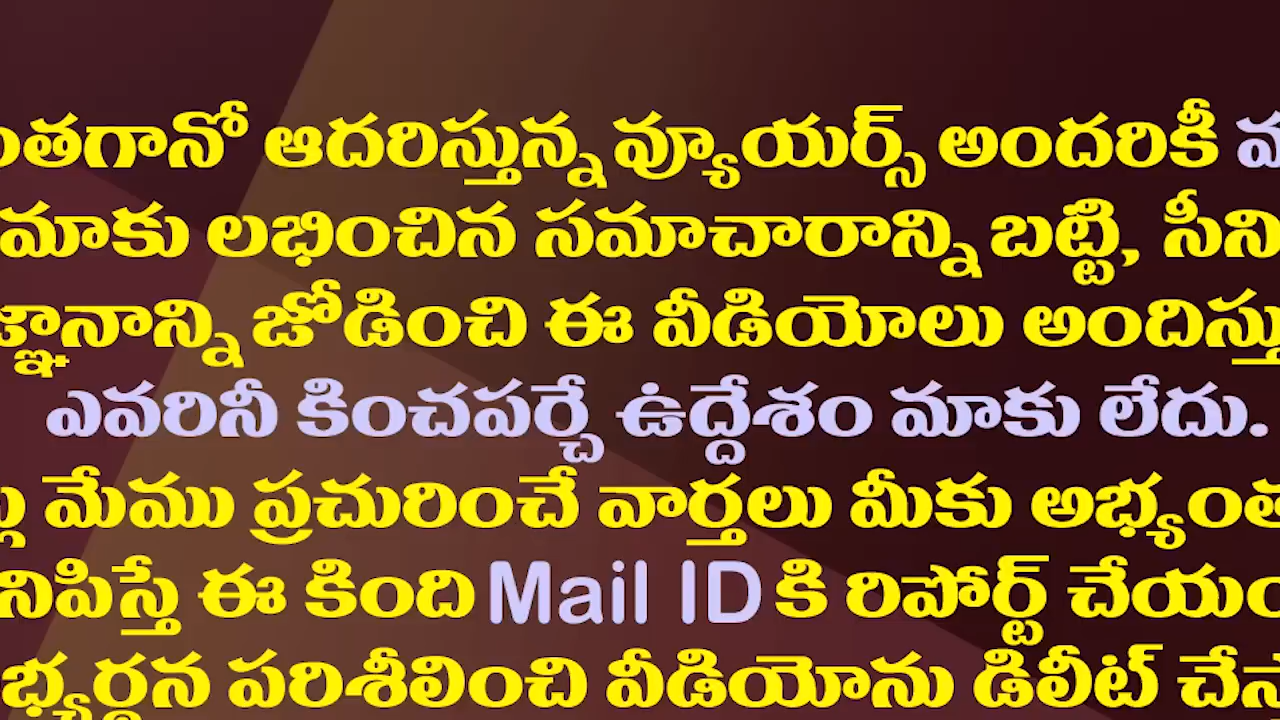 ఆదరిస్తున్న వ్యూయర్స్ అందరికీ
మాకు లభించిన సమాచారాన్ని బట్టి,
జోడించి ఈ వీడియోలు
ఎవరినీ కించపర్చే ఉద్దేశం మాకు లేదు.
మేము ప్రచురించే వార్తలు మీకు
ఈ కింది Mail ID కి రిపోర్ట్
పరిశీలించి వీడియోను డిలీట్